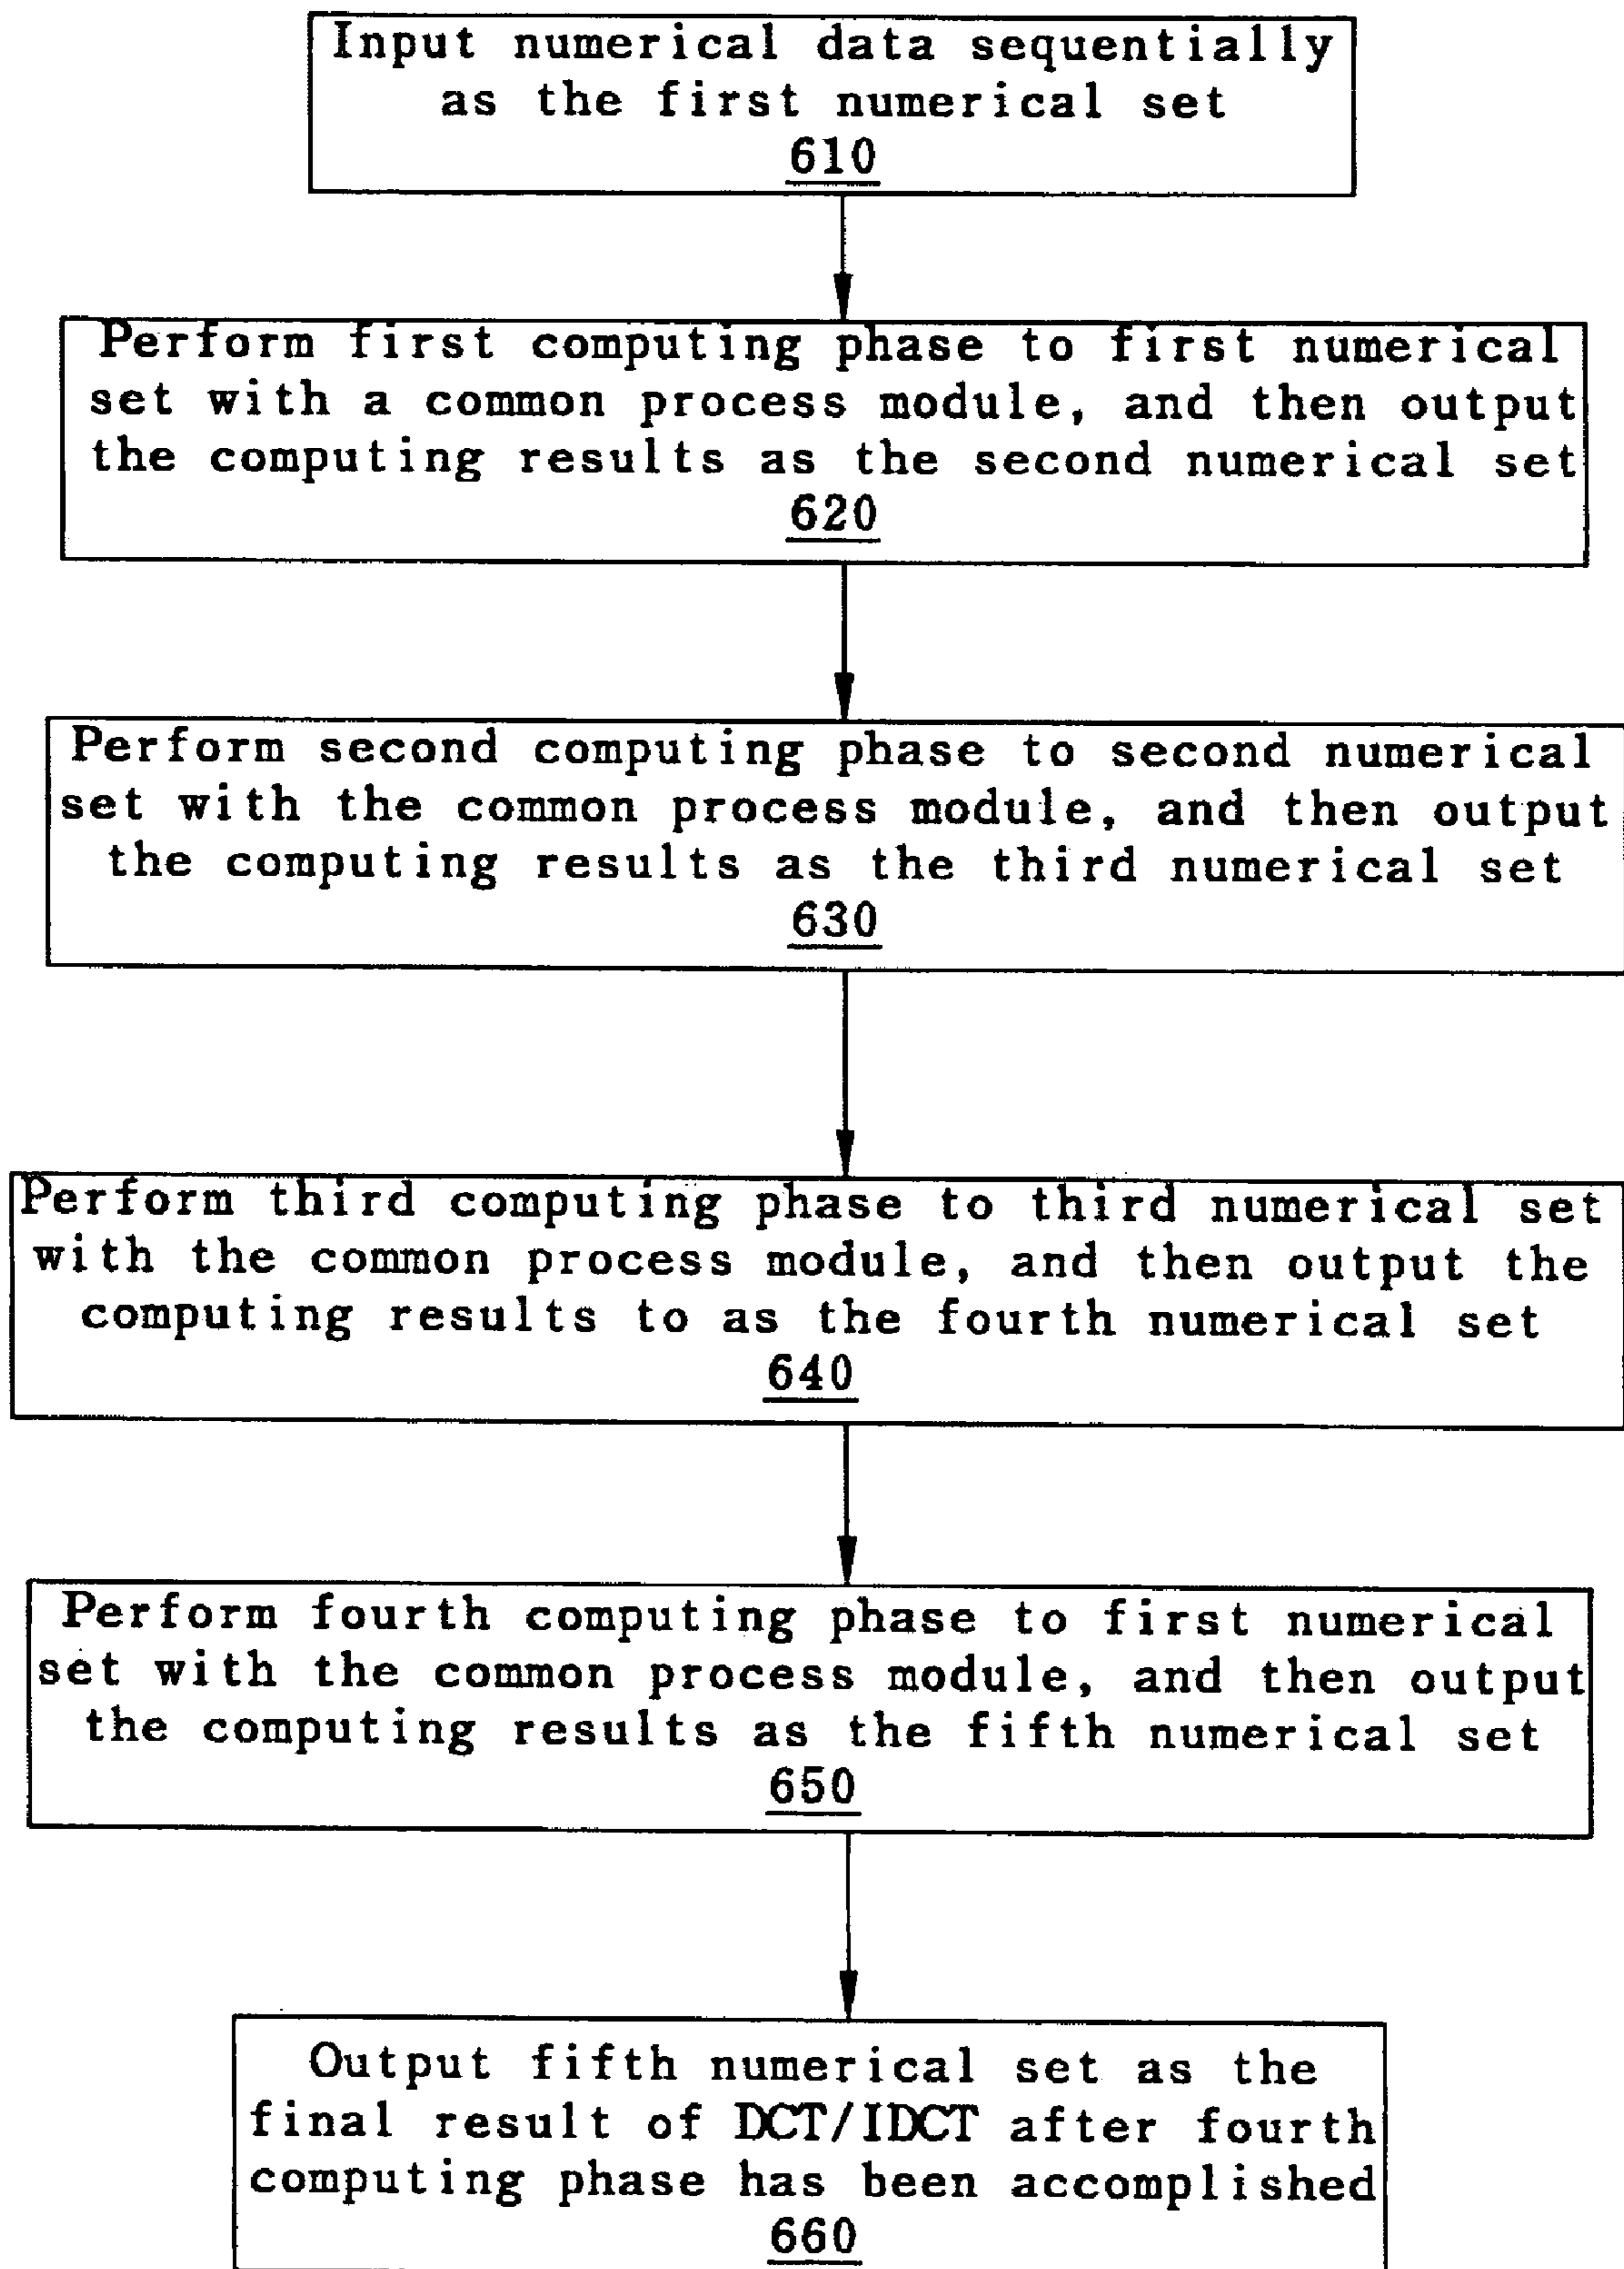 Input numerical data sequentially
as the first numerical set
610
Perform first computing phase to first numerical
set with a common process module, and then output
the computing results as the second numerical set
620
Perform second computing phase to second numerical
set with the common process module, and then output
the computing results as the third numerical set
630
Perform third computing phase to third numerical set
with the common process module, and then output the
computing results to as the fourth numerical set
640
Perform fourth computing phase to first numerical
set with the common process module, and then output
the computing results as the fifth numerical set
650
Output fifth numerical set as the
final result of DCT/IDCT after fourth
computing phase has been accomplished
660